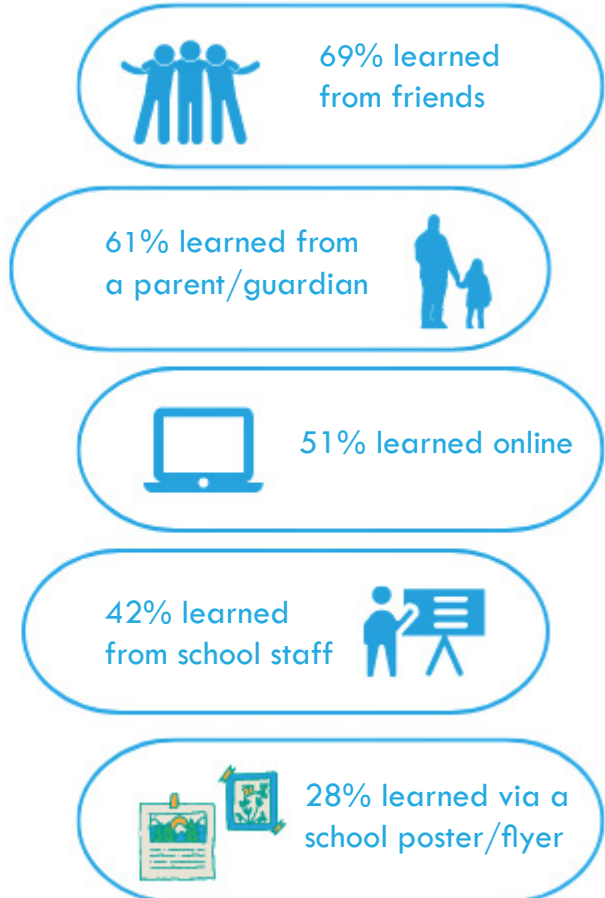 69% learned
from friends
61% learned from
a parent/guardian
51% learned online
42% learned
from school staff
28% learned via a
school poster/flyer